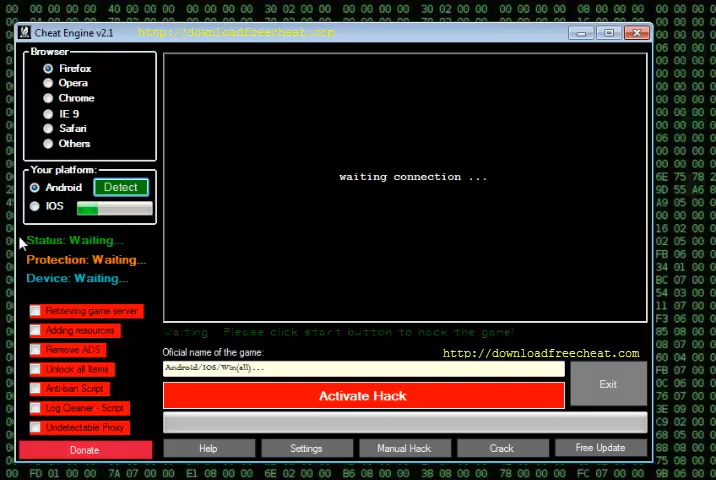 Cheat Engine v2.1
http://downloadfreecheat.com
Browser
Firefox
Opera
Chrome
IE 9
Safari
Others
Your platform:
Android
Detect
IOS
waiting connection ...
Status: Waiting...
Protection: Waiting...
Device: Waiting...
Retrieving game server
Adding resources
Remove ADS
Unlock all Items
Anti-ban Script
Log Cleaner - Script
Undetectable Proxy
Donate
Waiting Please click start button to hack the game!
Oficial name of the game:
http://downloadfreecheat.com
Android/IOS/Win(all)...
Activate Hack
Exit
Help
Settings
Manual Hack
Crack
Free Update